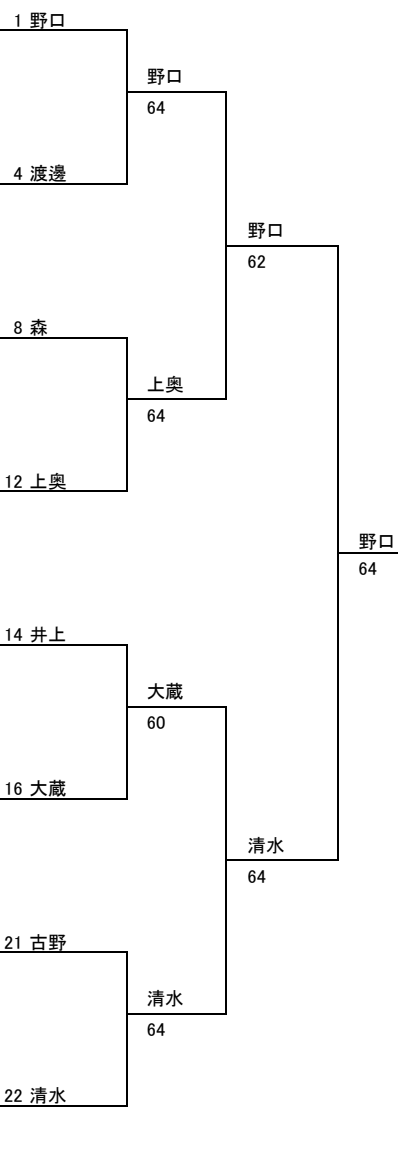 1 野口
野口
64
4 渡邊
野口
62
8 森
上奥
64
12 上奥
野口
64
14 井上
大蔵
60
16 大蔵
清水
64
21 古野
清水
64
22 清水